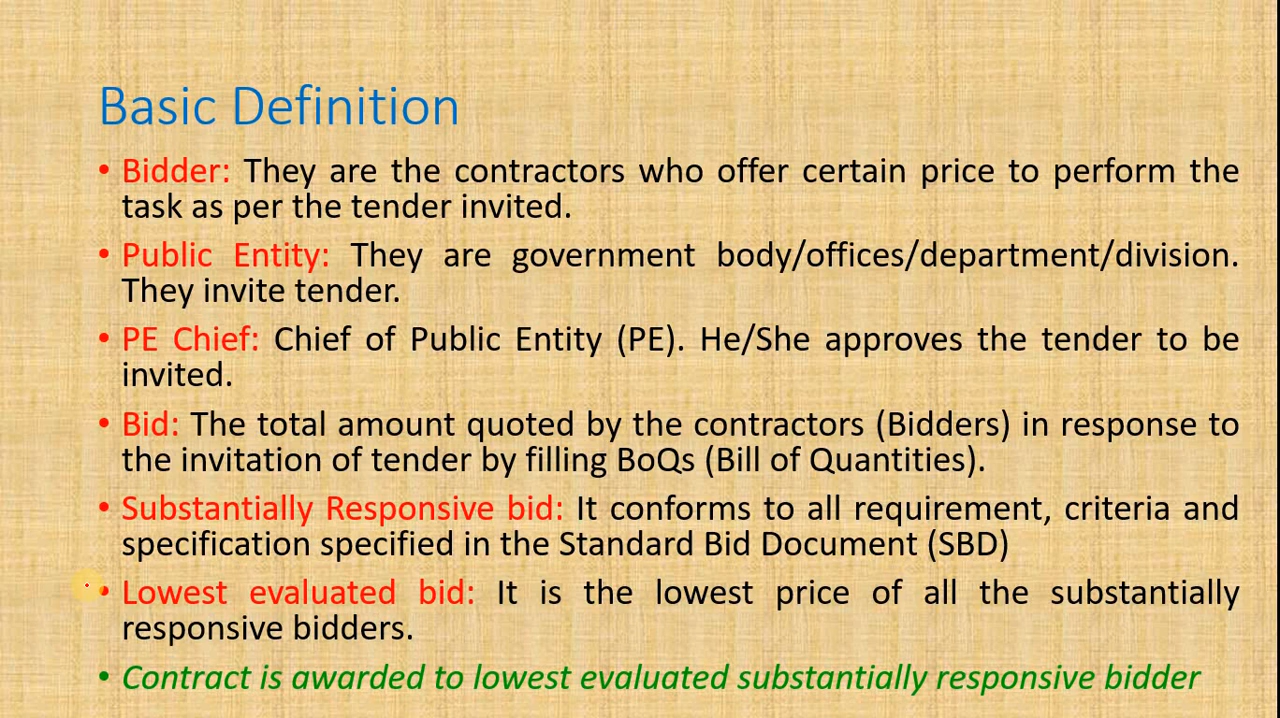 Basic Definition
• Bidder: They are the contractors who offer certain price to perform the
task as per the tender invited.
• Public Entity: They are government body/offices/department/division.
They invite tender.
• PE Chief: Chief of Public Entity (PE). He/She approves the tender to be
invited.
• Bid: The total amount quoted by the contractors (Bidders) in response to
the invitation of tender by filling BoQs (Bill of Quantities).
• Substantially Responsive bid: It conforms to all requirement, criteria and
specification specified in the Standard Bid Document (SBD)
• Lowest evaluated bid: It is the lowest price of all the substantially
responsive bidders.
• Contract is awarded to lowest evaluated substantially responsive bidder